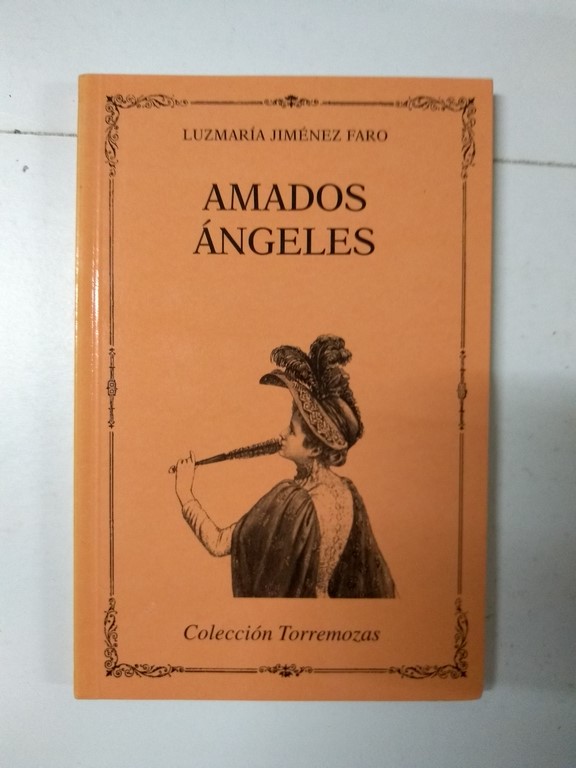 LUZMARÍA JIMÉNEZ FARO
AMADOS
ÁNGELES
Colección Torremozas